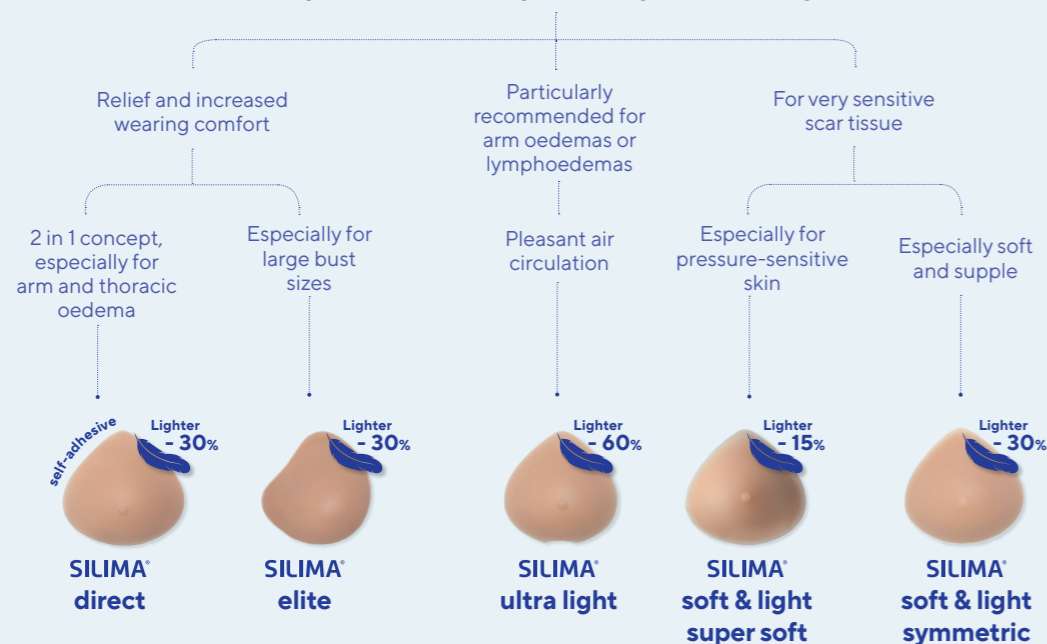 Relief and increased
wearing comfort
Particularly
recommended for
arm oedemas or
lymphoedemas
For very sensitive
scar tissue
2 in 1 concept,
especially for
arm and thoracic
oedema
Especially for
large bust
sizes
Pleasant air
circulation
Especially for
pressure-sensitive
skin
Especially soft
and supple
self-adhesive
Lighter
- 30%
Lighter
- 30%
Lighter
- 60%
Lighter
- 15%
Lighter
- 30%
SILIMA®
direct
SILIMA®
elite
SILIMA®
ultra light
SILIMA®
soft & light
super soft
SILIMA®
soft & light
symmetric